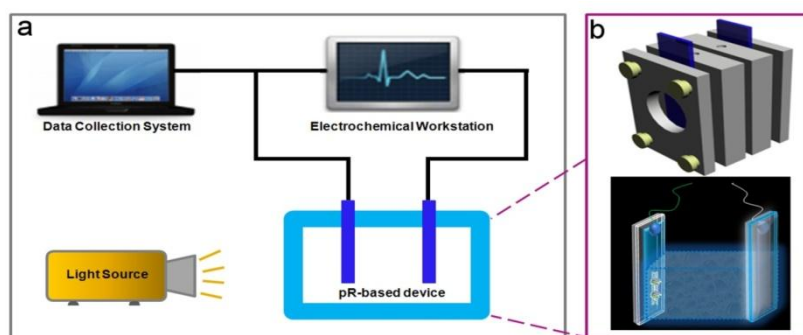 a
b
Data Collection System
Electrochemical Workstation
Light Source
pR-based device